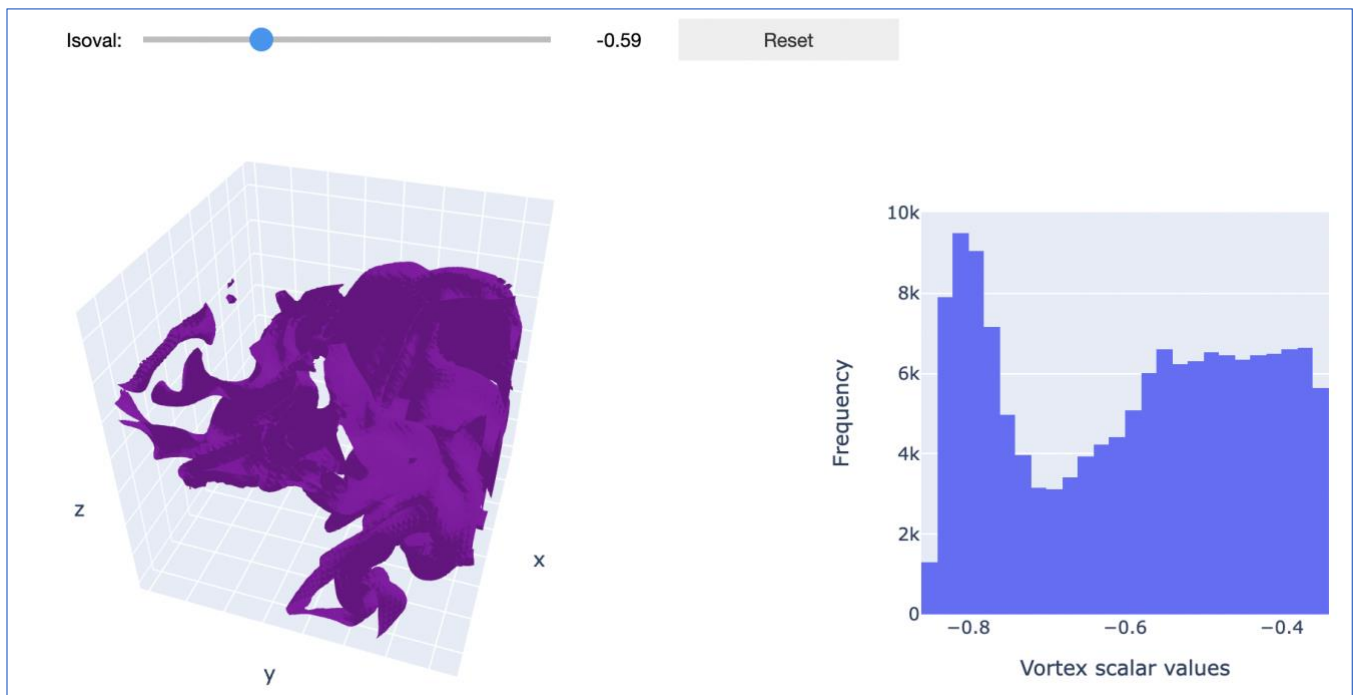 Isoval: -0.59 Reset
10k
8k
6k
4k
2k
0
Frequency
−0.8 −0.6 −0.4
Vortex scalar values
z
x
y